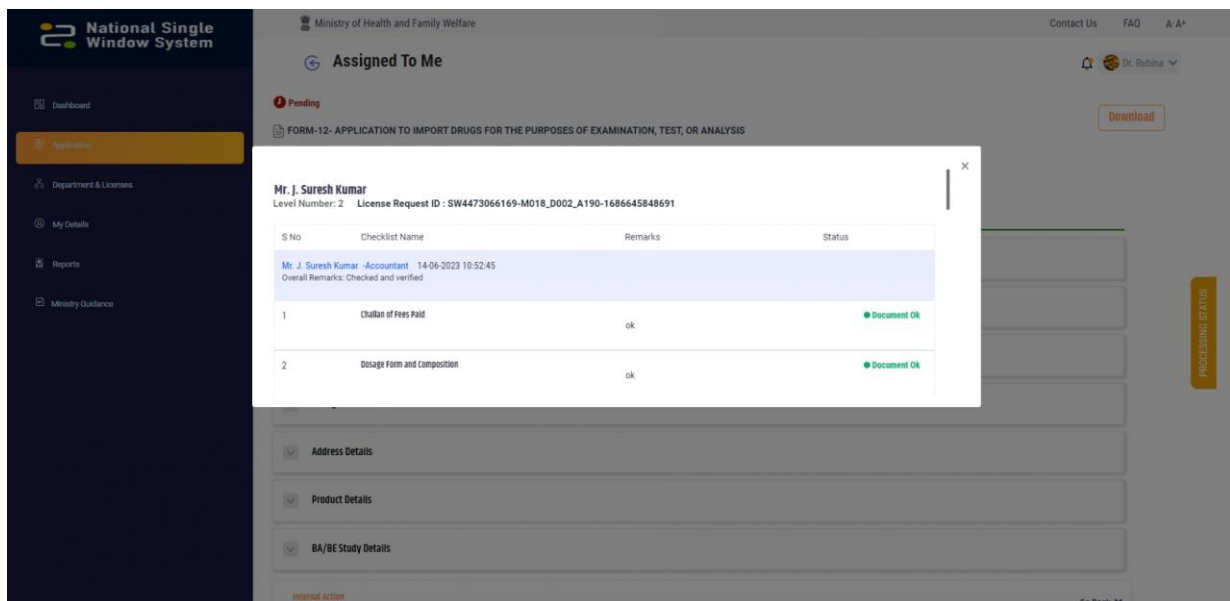 National Single
Window System
Ministry of Health and Family Welfare
Contact Us FAQ A-A+
Assigned To Me
Dr. Rubina
Dashboard
Application
Department & Licenses
My Details
Reports
Ministry Guidance
Pending
FORM-12- APPLICATION TO IMPORT DRUGS FOR THE PURPOSES OF EXAMINATION, TEST, OR ANALYSIS
Download
Mr. J. Suresh Kumar
Level Number: 2 License Request ID : SW4473066169-M018_D002_A190-1686645848691
S No Checklist Name Remarks Status
Mr. J. Suresh Kumar -Accountant 14-06-2023 10:52:45
Overall Remarks: Checked and verified
1 Challan of Fees Paid ok Document Ok
2 Dosage Form and Composition ok Document Ok
PROCESSING STATUS
Address Details
Product Details
BA/BE Study Details
Internal Action